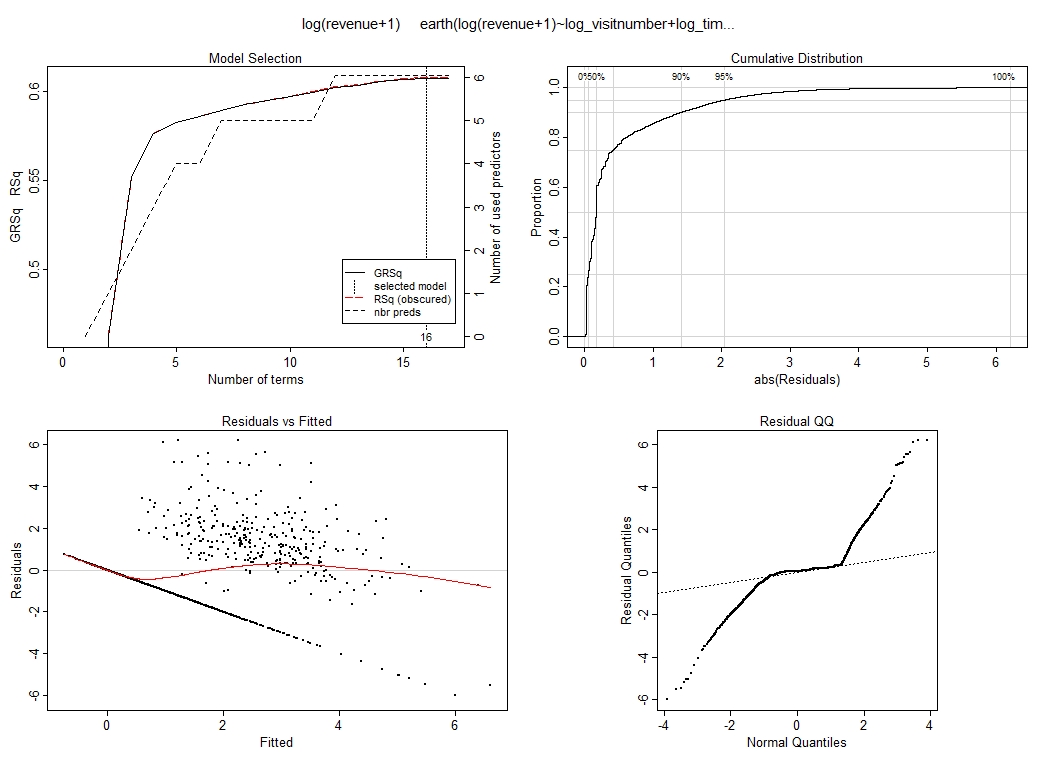 log(revenue+1)     earth(log(revenue+1)~log_visitnumber+log_tim...
Model Selection
0.5 0.55 0.6
GRSq   RSq
0 1 2 3 4 5 6
Number of used predictors
GRSq
selected model
RSq (obscured)
nbr preds
16
0 5 10 15
Number of terms
Cumulative Distribution
0% 50% 90% 95% 100%
0.0 0.2 0.4 0.6 0.8 1.0
Proportion
0 1 2 3 4 5 6
abs(Residuals)
Residuals vs Fitted
-6 -4 -2 0 2 4 6
Residuals
0 2 4 6
Fitted
Residual QQ
-6 -4 -2 0 2 4 6
Residual Quantiles
-4 -2 0 2 4
Normal Quantiles